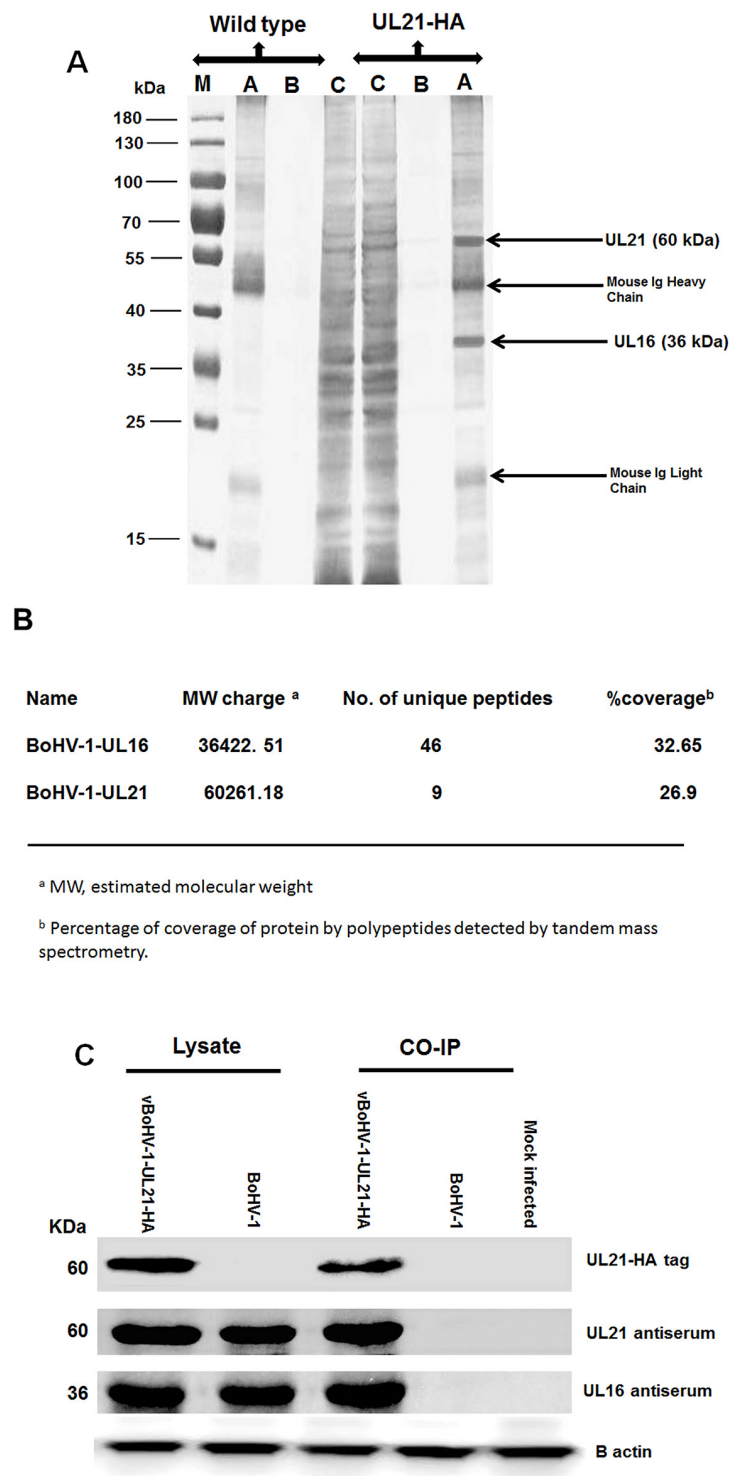 Wild type
UL21-HA
A
kDa
M A B C C B A
180
130
100
70
55
40
35
25
15
UL21 (60 kDa)
Mouse Ig Heavy
Chain
UL16 (36 kDa)
Mouse Ig Light
Chain
B
Name MW charge a No. of unique peptides %coverageb
BoHV-1-UL16 36422. 51 46 32.65
BoHV-1-UL21 60261.18 9 26.9
a MW, estimated molecular weight
b Percentage of coverage of protein by polypeptides detected by tandem mass
spectrometry.
C
Lysate
CO-IP
vBoHV-1-UL21-HA
BoHV-1
vBoHV-1-UL21-HA
BoHV-1
Mock infected
KDa
60 UL21-HA tag
60 UL21 antiserum
36 UL16 antiserum
B actin